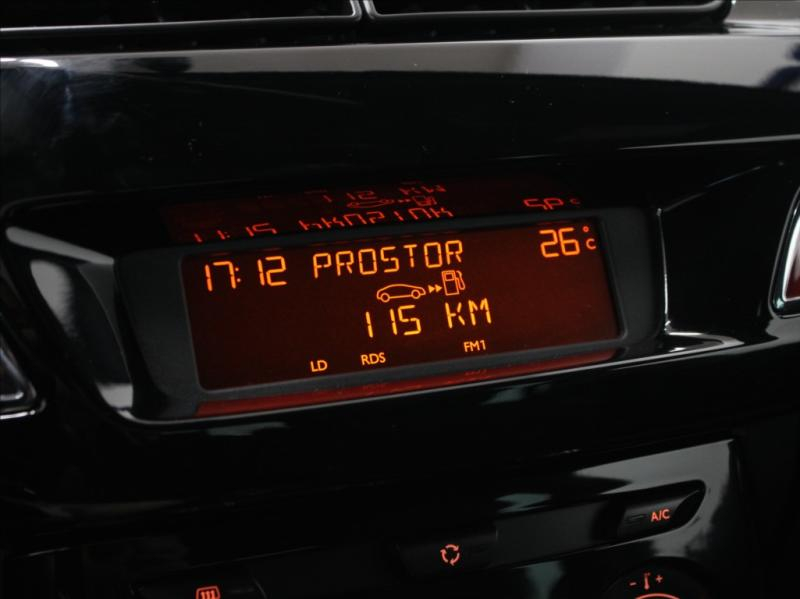 17:12 PROSTOR 26°C
115 KM
LD RDS FM1
A/C
- +